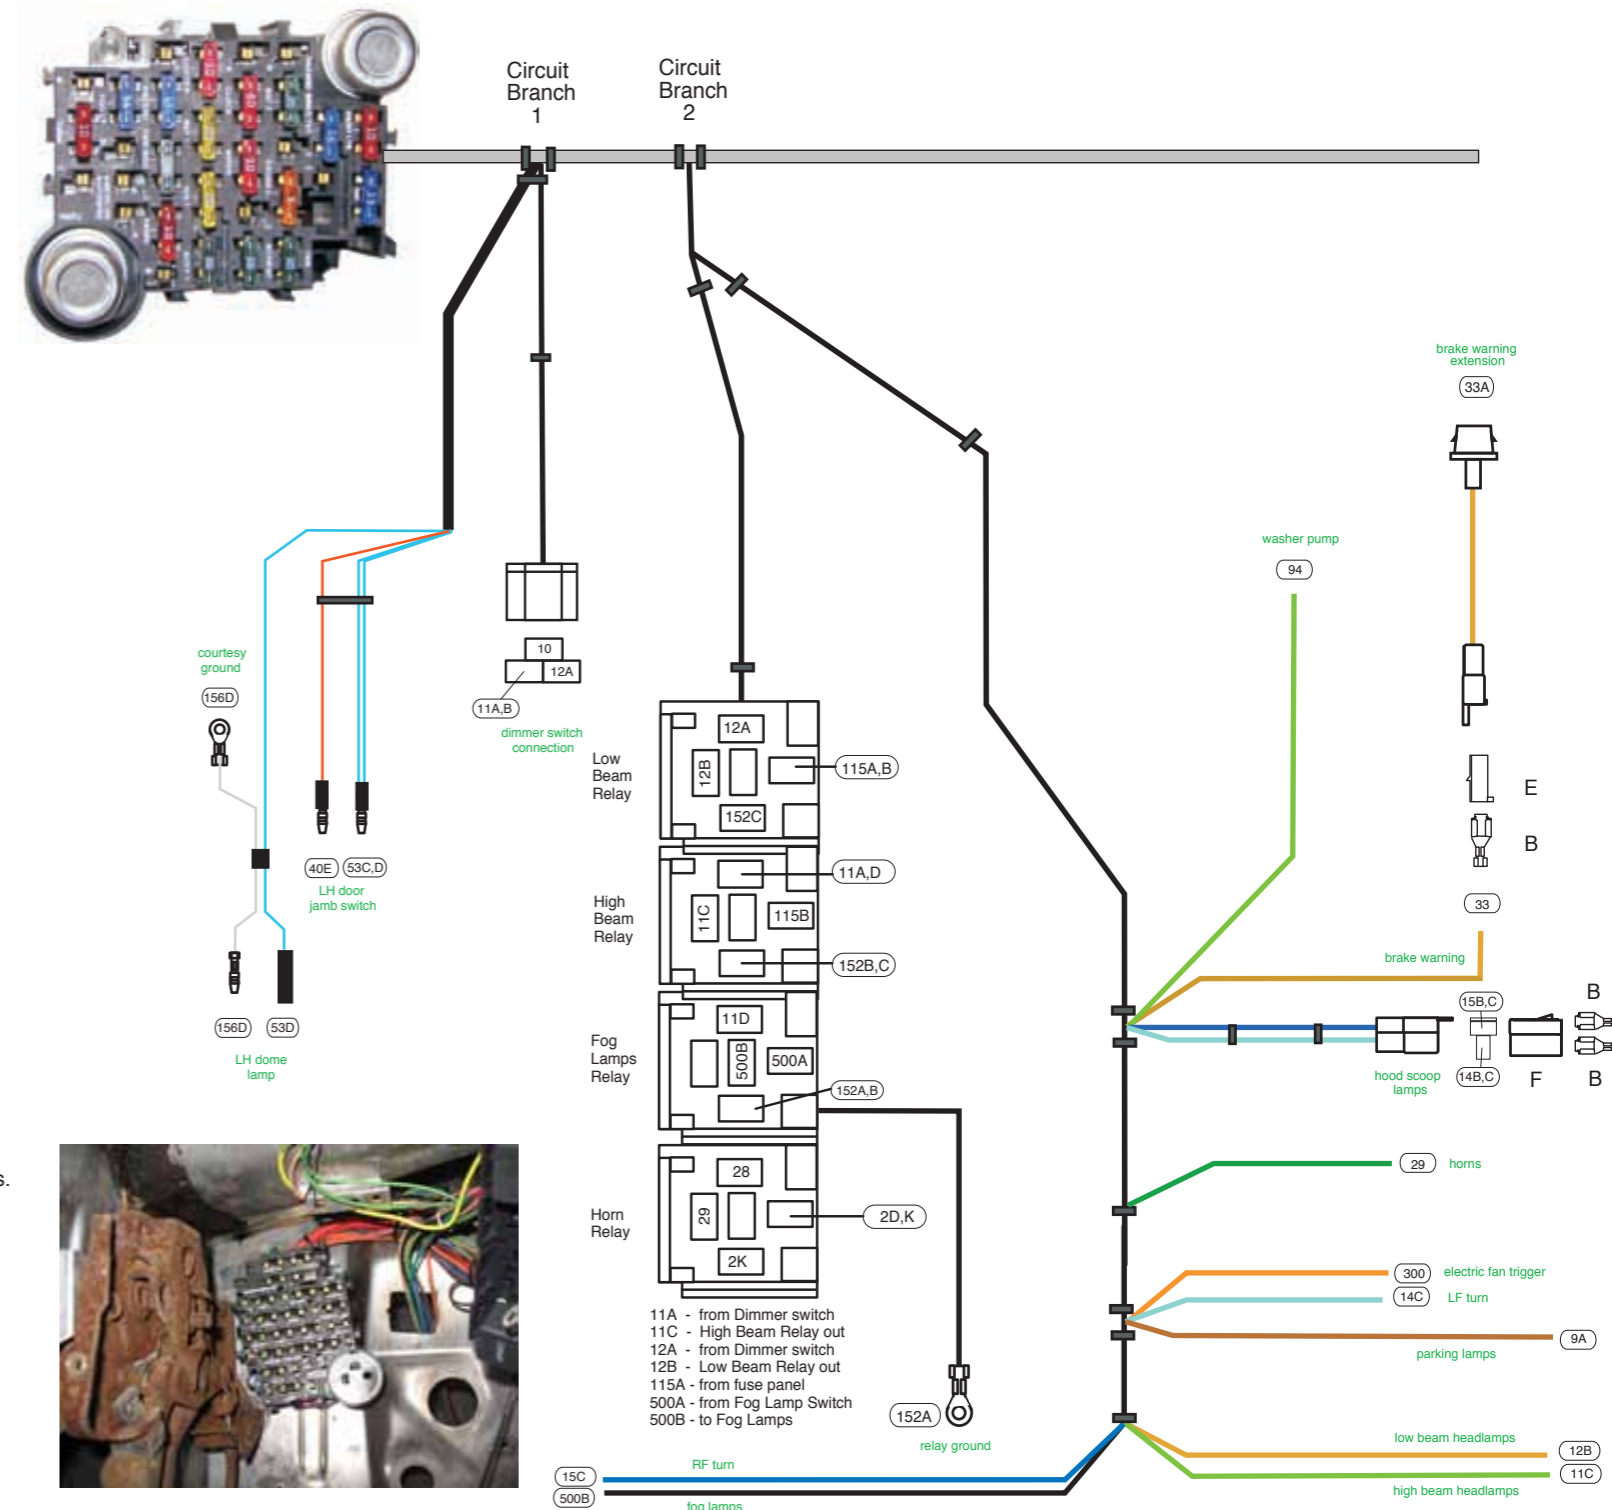 Circuit
Branch
1
Circuit
Branch
2
brake warning
extension
33A
washer pump
94
courtesy
ground
156D
10
12A
11A,B
dimmer switch
connection
40E
53C,D
LH door
jamb switch
156D
53D
LH dome
lamp
Low
Beam
Relay
12A
12B
115A,B
152C
High
Beam
Relay
11A,D
11C
115B
152B,C
Fog
Lamps
Relay
11D
500B
500A
152A,B
Horn
Relay
28
29
2D,K
2K
11A - from Dimmer switch
11C - High Beam Relay out
12A - from Dimmer switch
12B - Low Beam Relay out
115A - from fuse panel
500A - from Fog Lamp Switch
500B - to Fog Lamps
152A
relay ground
E
B
33
brake warning
15B,C
B
hood scoop
lamps
14B,C
F
B
29
horns
300
electric fan trigger
14C
LF turn
9A
parking lamps
low beam headlamps
12B
11C
high beam headlamps
RF turn
15C
500B
fog lamps
s.